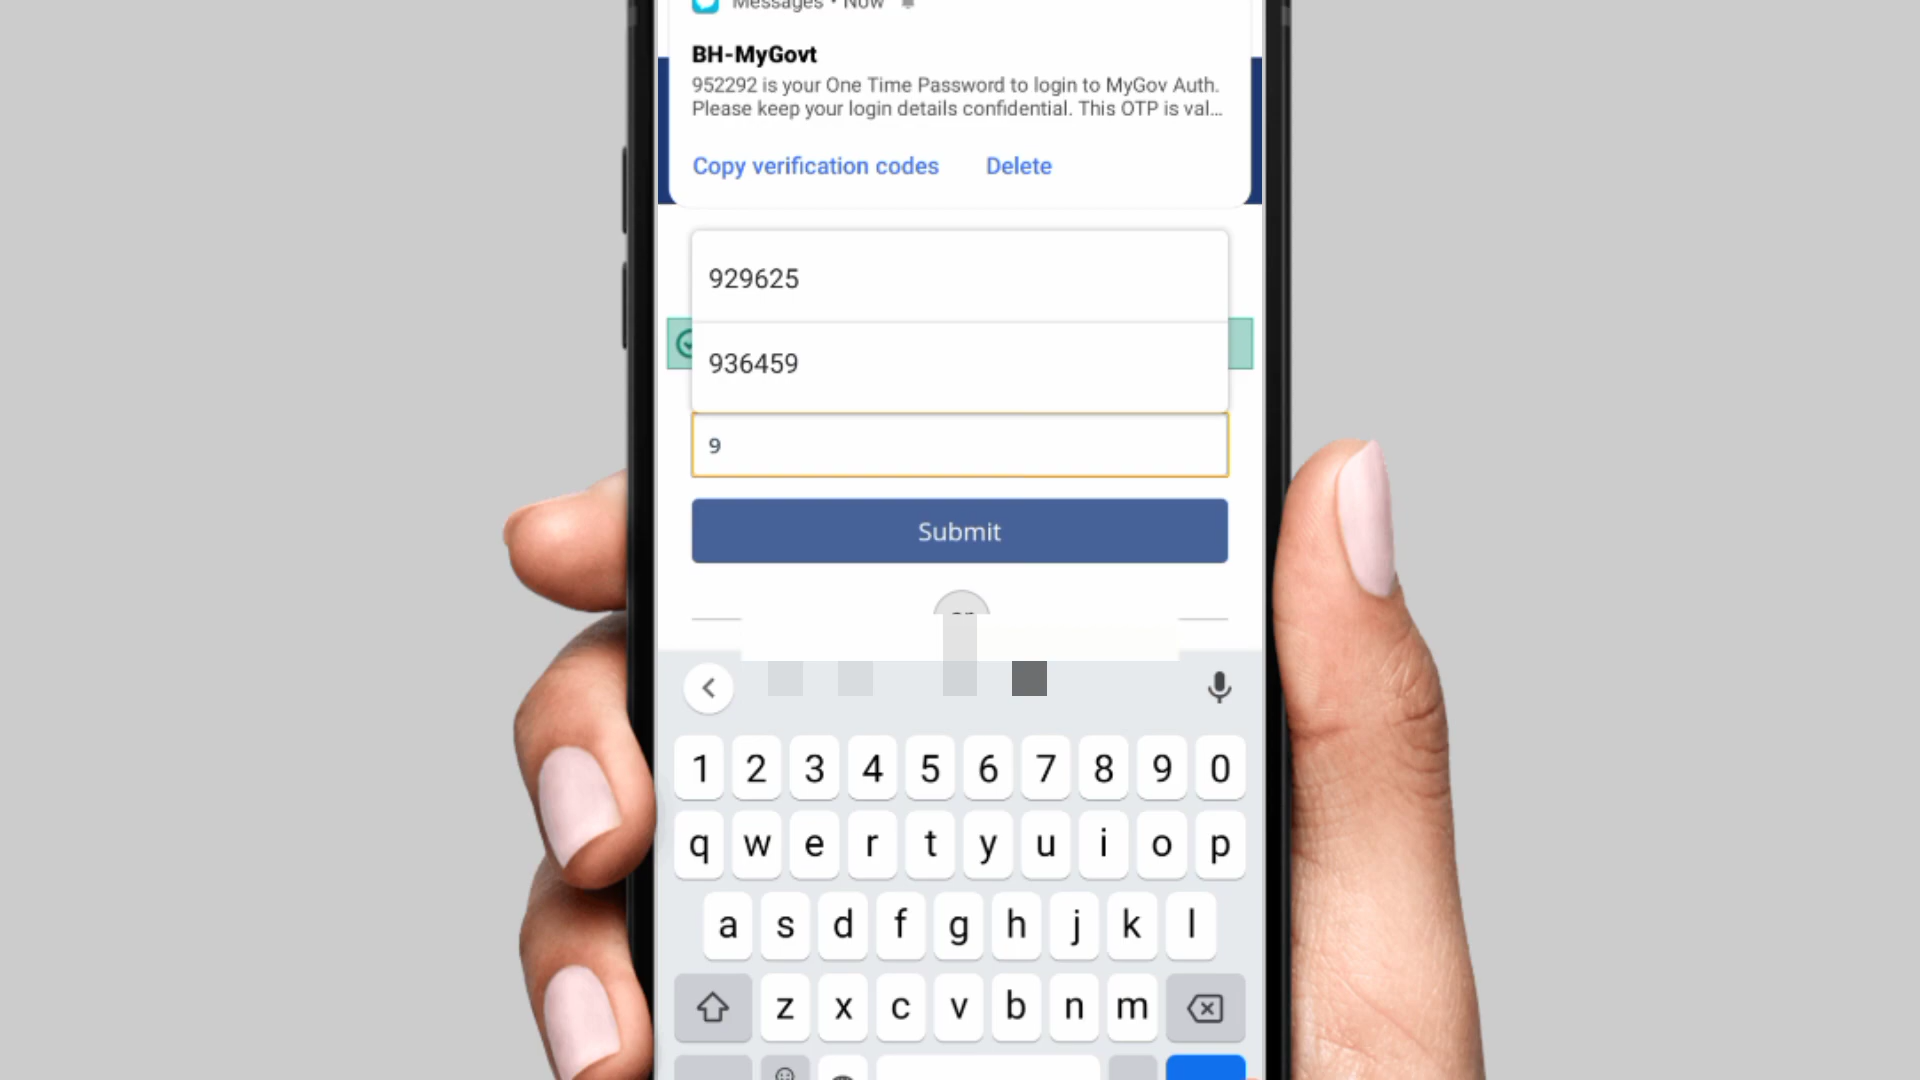 Messages • Now
BH-MyGovt
952292 is your One Time Password to login to MyGov Auth.
Please keep your login details confidential. This OTP is val...
Copy verification codes Delete
929625
936459
9
Submit
1 2 3 4 5 6 7 8 9 0
q w e r t y u i o p
a s d f g h j k l
z x c v b n m